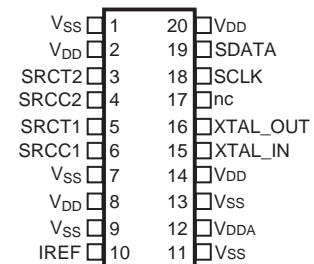 VSS 1 20 VDD
VDD 2 19 SDATA
SRCT2 3 18 SCLK
SRCC2 4 17 nc
SRCT1 5 16 XTAL_OUT
SRCC1 6 15 XTAL_IN
VSS 7 14 VDD
VDD 8 13 VSS
VSS 9 12 VDDA
IREF 10 11 VSS